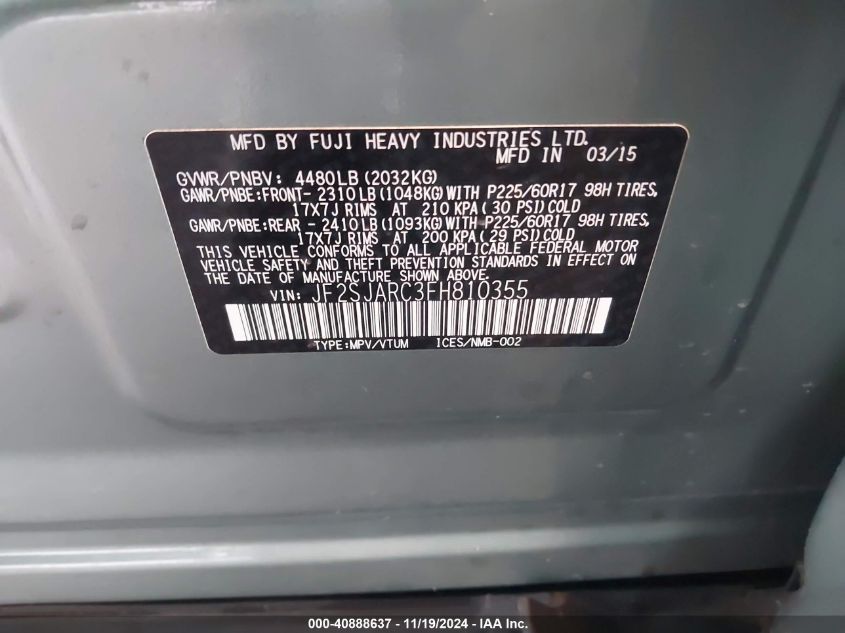 MFD BY FUJI HEAVY INDUSTRIES LTD.
MFD IN 03/15
GVWR/PNBV: 4480LB(2032KG)
GAWR/PNBE:FRONT- 2310LB(1048KG)WITH P225/60R17 98H TIRES,
17X7J RIMS AT 210 KPA(30 PSI)COLD
GAWR/PNBE:REAR - 2410LB(1093KG)WITH P225/60R17 98H TIRES,
17X7J RIMS AT 200 KPA(29 PSI)COLD
THIS VEHICLE CONFORMS TO ALL APPLICABLE FEDERAL MOTOR
VEHICLE SAFETY AND THEFT PREVENTION STANDARDS IN EFFECT ON
THE DATE OF MANUFACTURE SHOWN ABOVE.
VIN: JF2SJARC3FH810355
TYPE:MPV/VTUM ICES/NMB-002
000-40888637 - 11/19/2024 - IAA Inc.